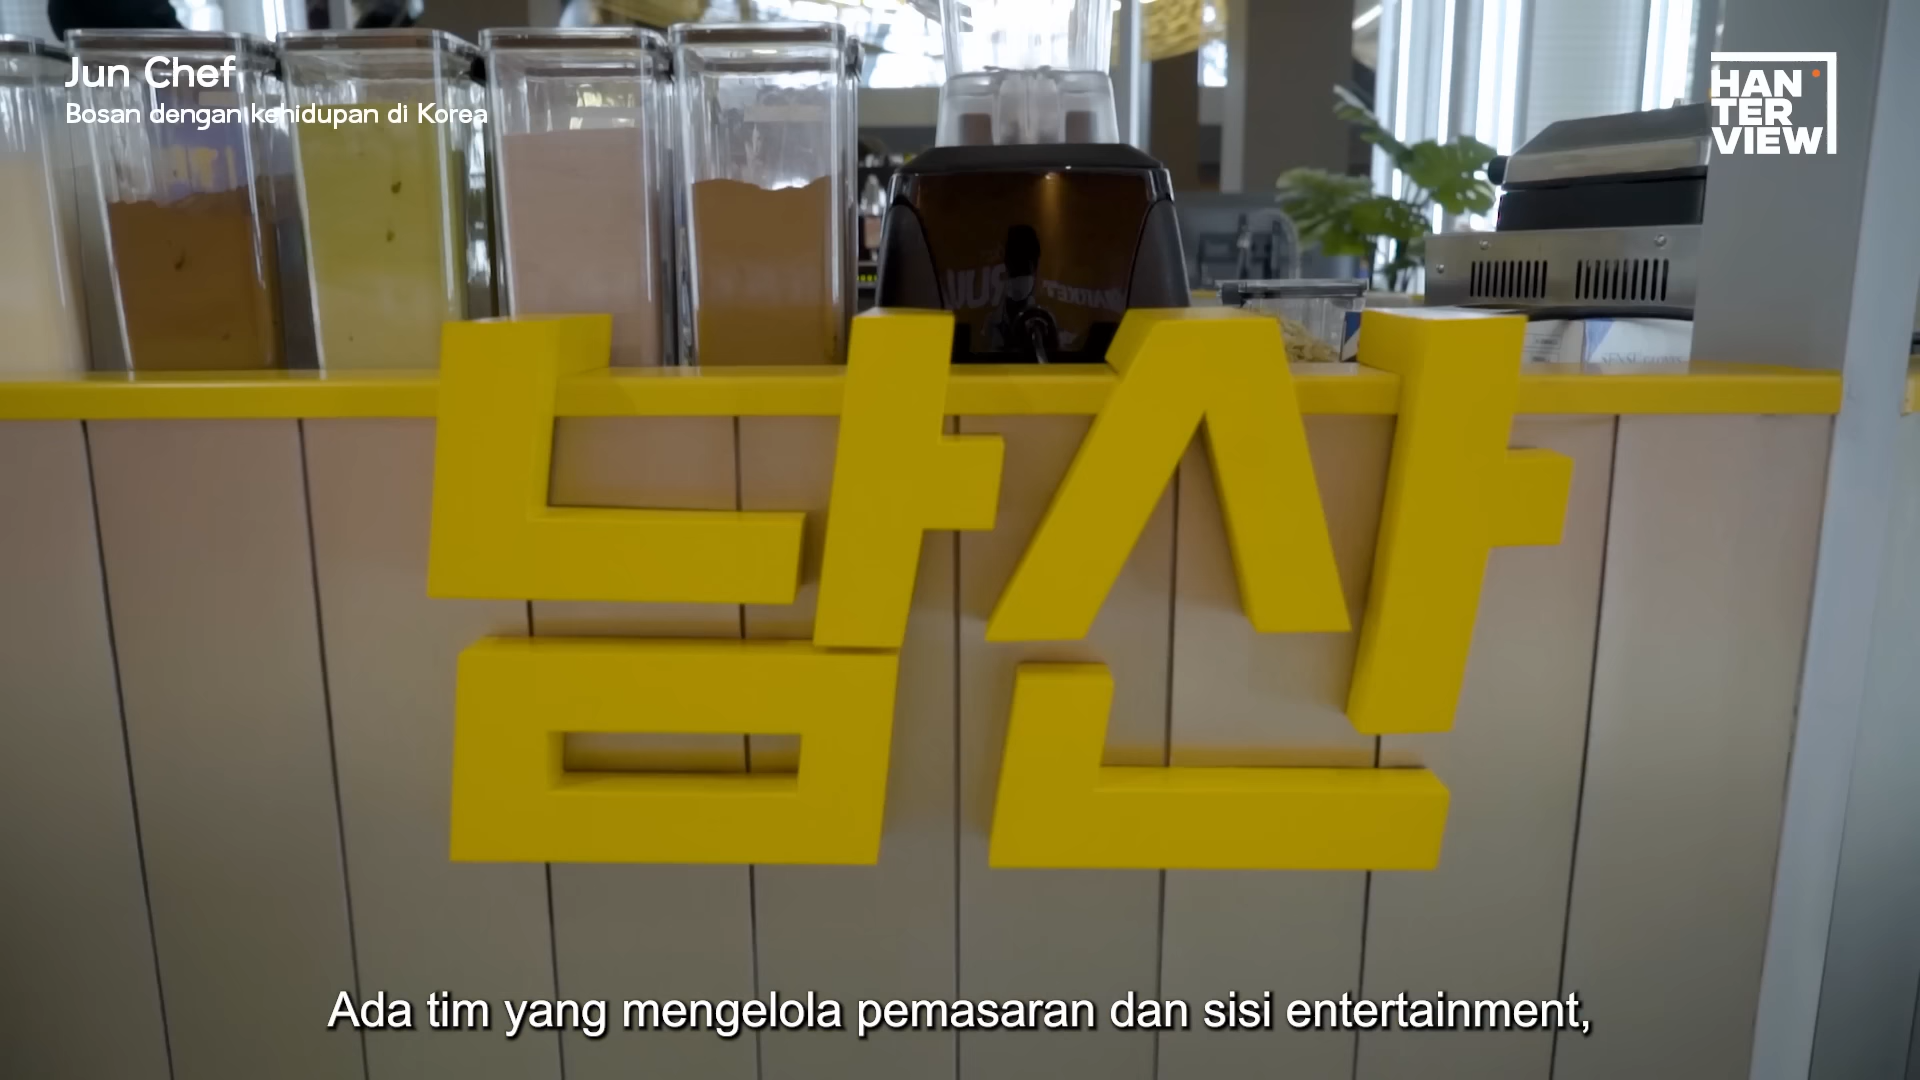 Jun Chef
Bosan dengan kehidupan di Korea
HAN
TER
VIEW
남산
Ada tim yang mengelola pemasaran dan sisi entertainment,